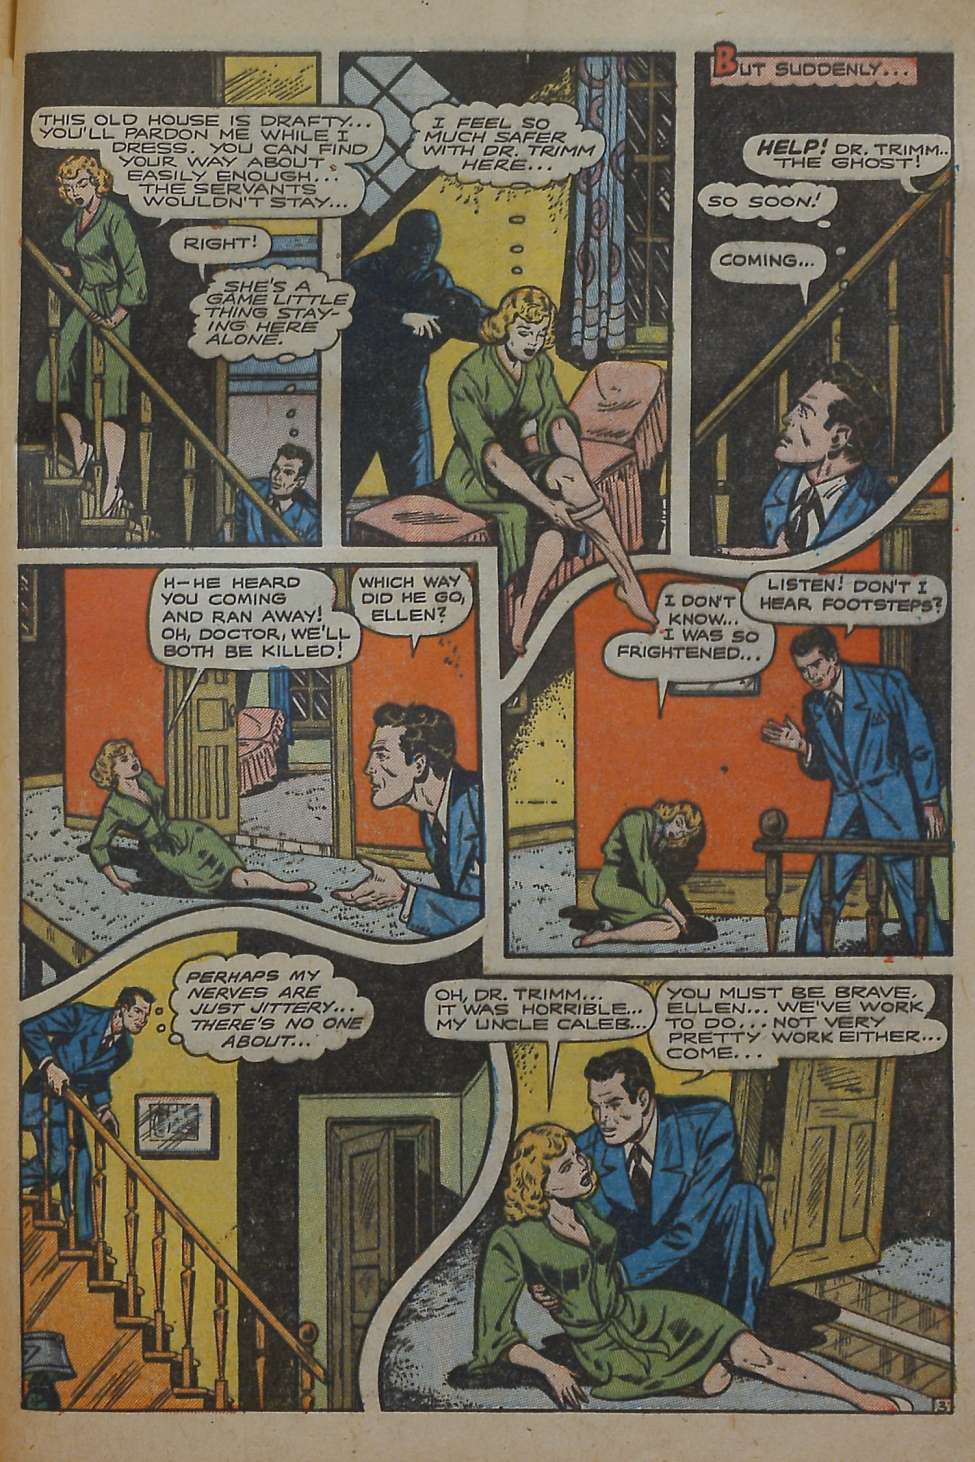 THIS OLD HOUSE IS DRAFTY...
YOU'LL PARDON ME WHILE I
DRESS. YOU CAN FIND
YOUR WAY ABOUT
EASILY ENOUGH...
THE SERVANTS
WOULDN'T STAY...
RIGHT!
SHE'S A
GAME LITTLE
THING STAY-
ING HERE
ALONE.
I FEEL SO
MUCH SAFER
WITH DR. TRIMM
HERE...
BUT SUDDENLY...
HELP! DR. TRIMM..
THE GHOST!
SO SOON!
COMING...
H-HE HEARD
YOU COMING
AND RAN AWAY!
OH, DOCTOR, WE'LL
BOTH BE KILLED!
WHICH WAY
DID HE GO,
ELLEN?
I DON'T
KNOW...
I WAS SO
FRIGHTENED...
LISTEN! DON'T I
HEAR FOOTSTEPS?
PERHAPS MY
NERVES ARE
JUST JITTERY...
THERE'S NO ONE
ABOUT...
OH, DR. TRIMM...
IT WAS HORRIBLE...
MY UNCLE CALEB...
YOU MUST BE BRAVE,
ELLEN... WE'VE WORK
TO DO... NOT VERY
PRETTY WORK EITHER...
COME...
3